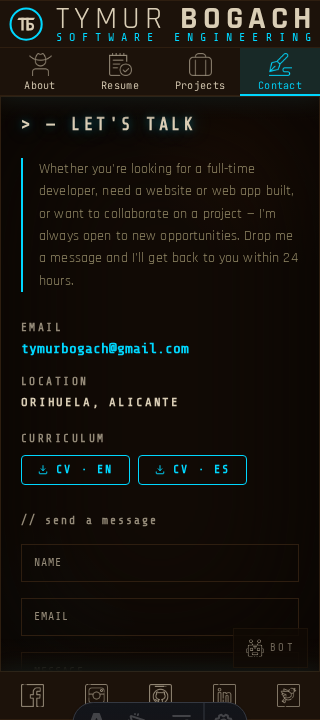 ТБ
TYMUR BOGACH
SOFTWARE ENGINEERING
About Resume Projects Contact
> — LET'S TALK
Whether you're looking for a full-time
developer, need a website or web app built,
or want to collaborate on a project — I'm
always open to new opportunities. Drop me
a message and I'll get back to you within 24
hours.
EMAIL
tymurbogach@gmail.com
LOCATION
ORIHUELA, ALICANTE
CURRICULUM
CV · EN CV · ES
// send a message
NAME
EMAIL
BOT